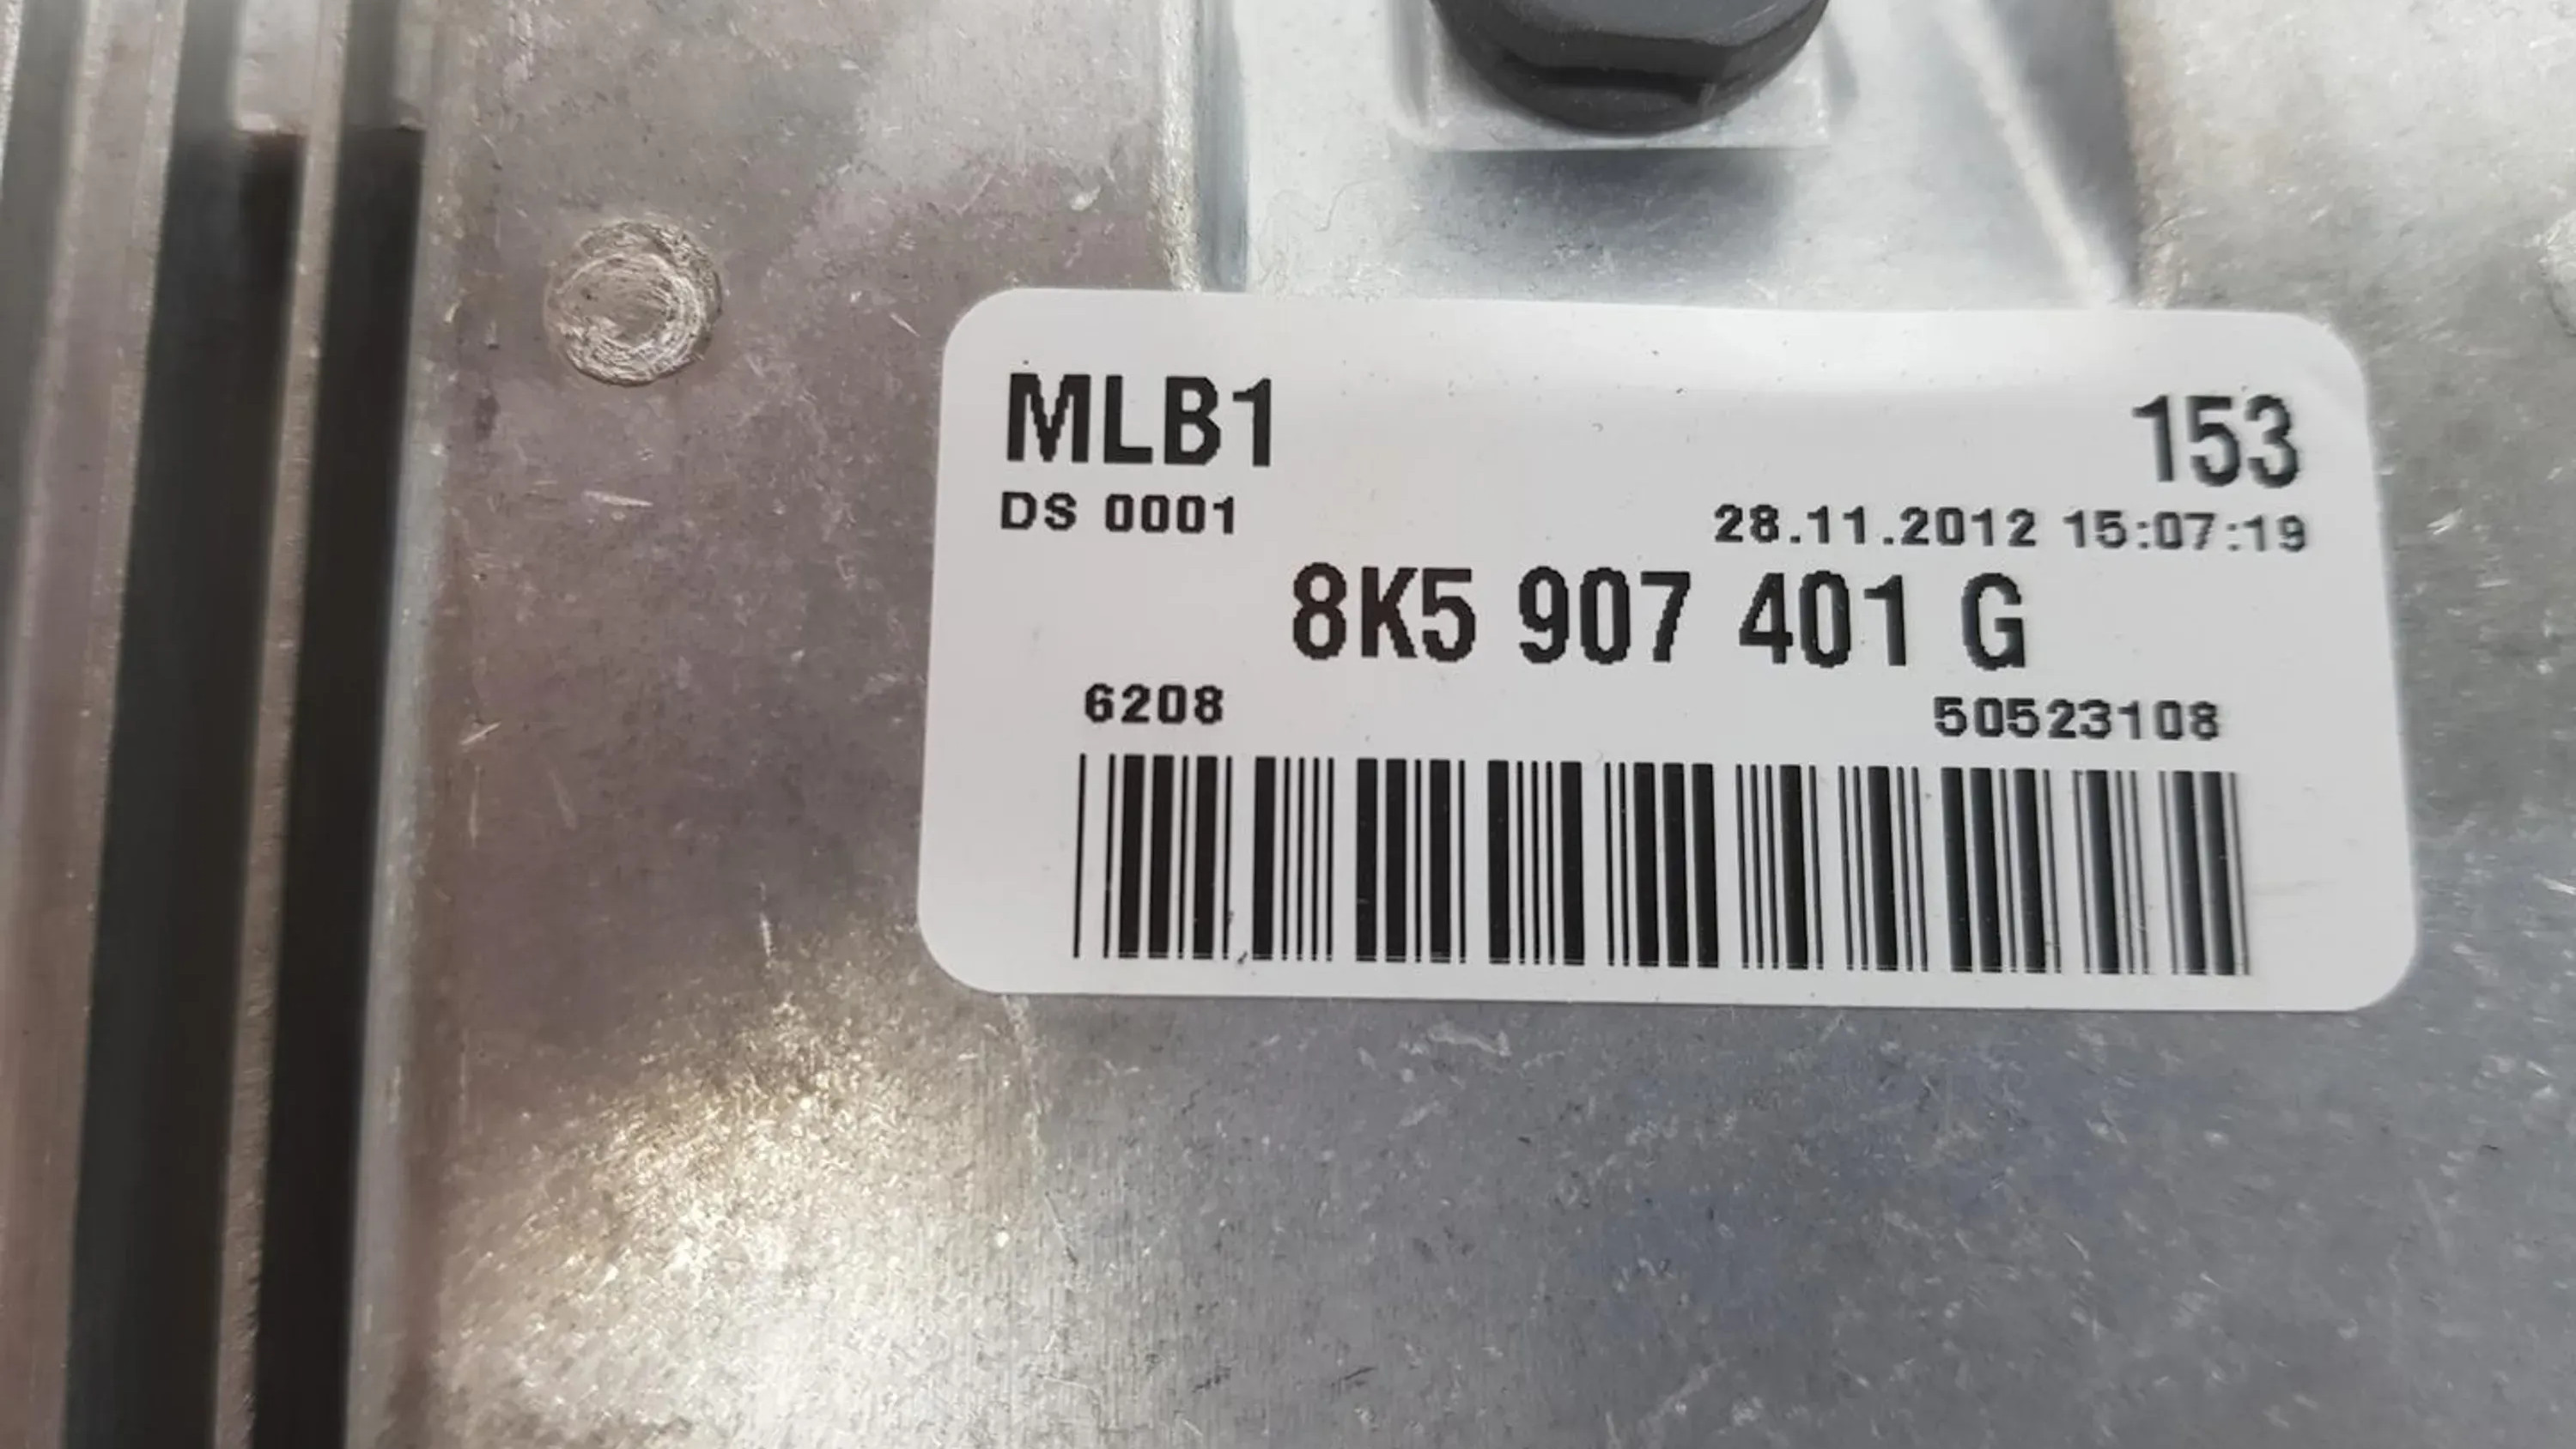 MLB1 153
DS 0001 28.11.2012 15:07:19
8K5 907 401 G
6208 50523108